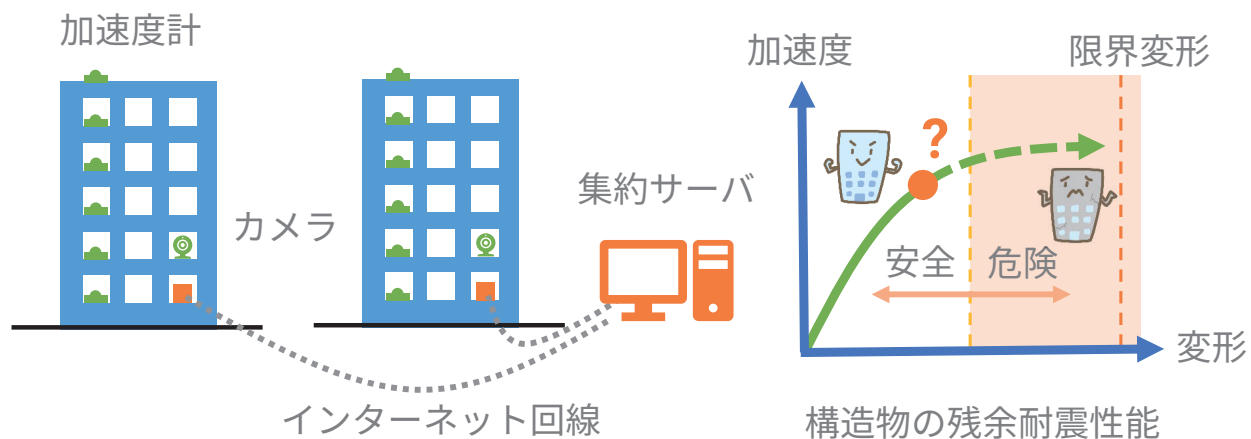 加速度計
カメラ
集約サーバ
インターネット回線
加速度
限界変形
?
安全
危険
変形
構造物の残余耐震性能